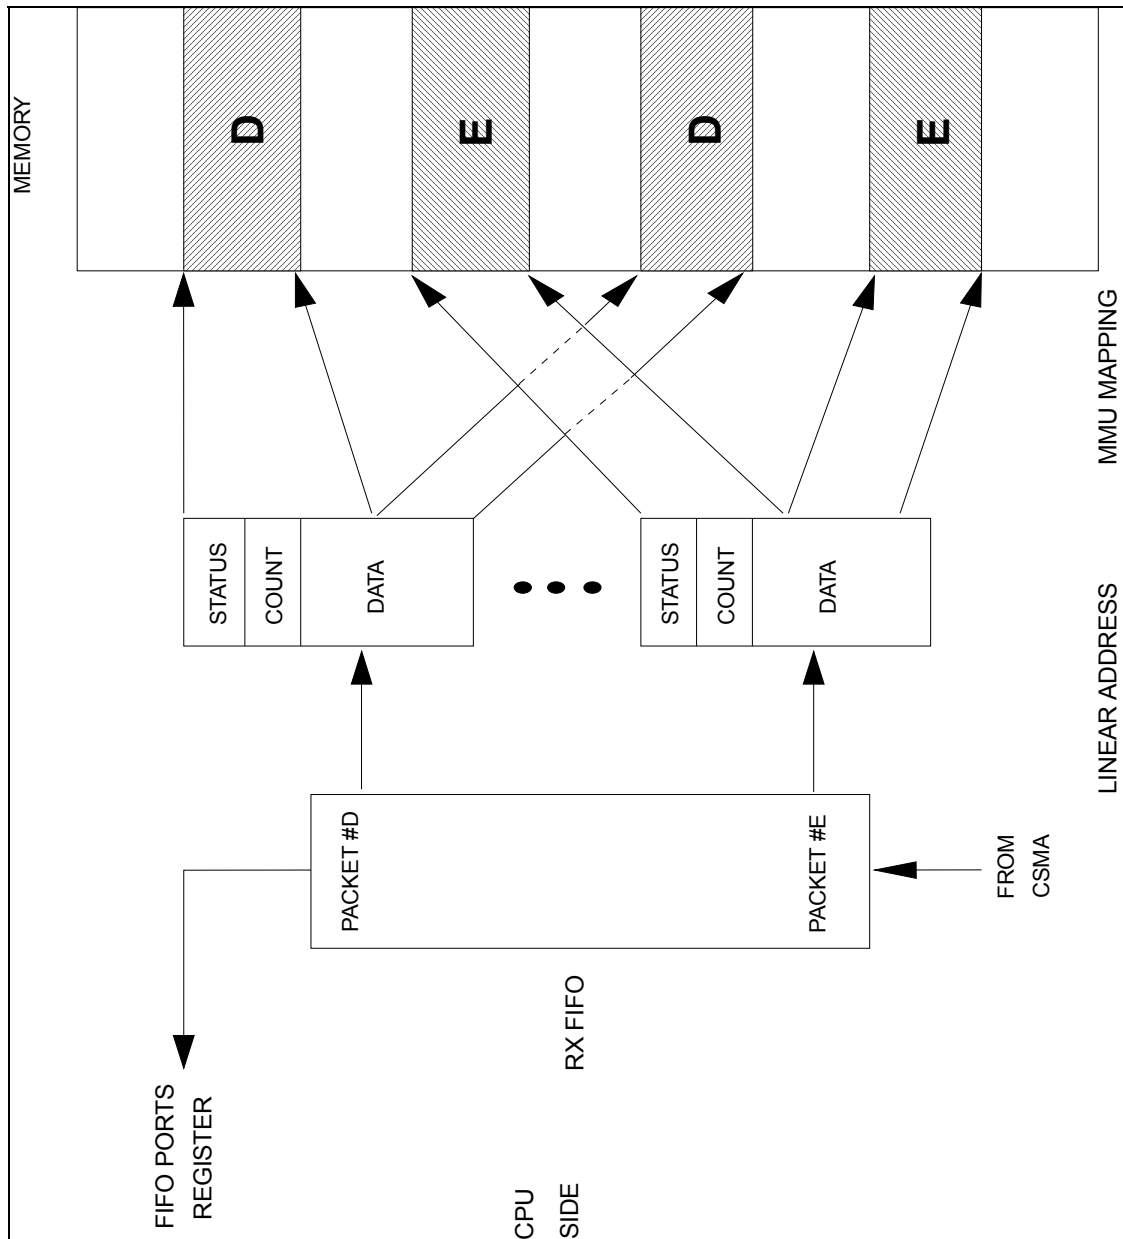 MEMORY
FIFO PORTS
REGISTER
STATUS
D
COUNT
PACKET #D
DATA
E
CPU
SIDE
RX FIFO
STATUS
D
COUNT
PACKET #E
DATA
E
FROM
CSMA
LINEAR ADDRESS
MMU MAPPING